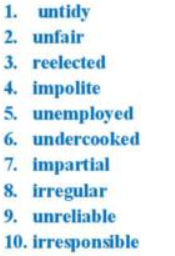 1. untidy
2. unfair
3. reelected
4. impolite
5. unemployed
6. undercooked
7. impartial
8. irregular
9. unreliable
10. irresponsible